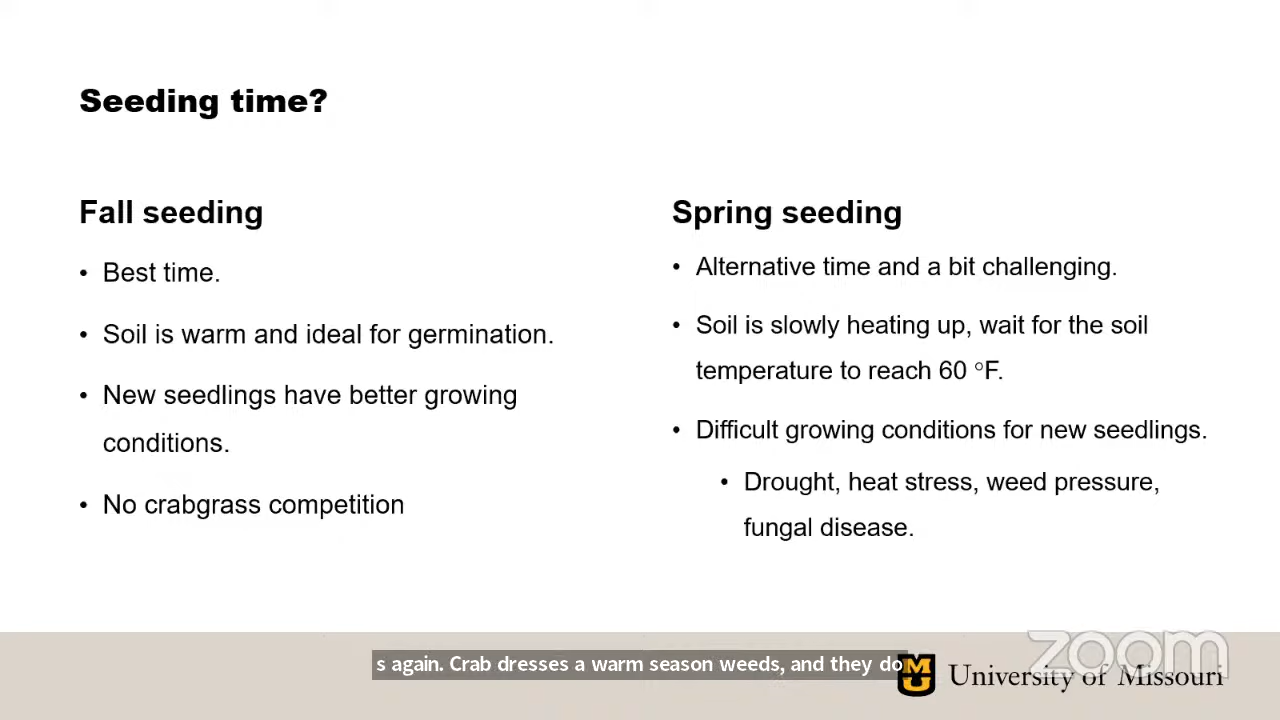 Seeding time?
Fall seeding
• Best time.
• Soil is warm and ideal for germination.
• New seedlings have better growing
conditions.
• No crabgrass competition
Spring seeding
• Alternative time and a bit challenging.
• Soil is slowly heating up, wait for the soil
temperature to reach 60 °F.
• Difficult growing conditions for new seedlings.
• Drought, heat stress, weed pressure,
fungal disease.
s again. Crab dresses a warm season weeds, and they do
zoom
University of Missouri